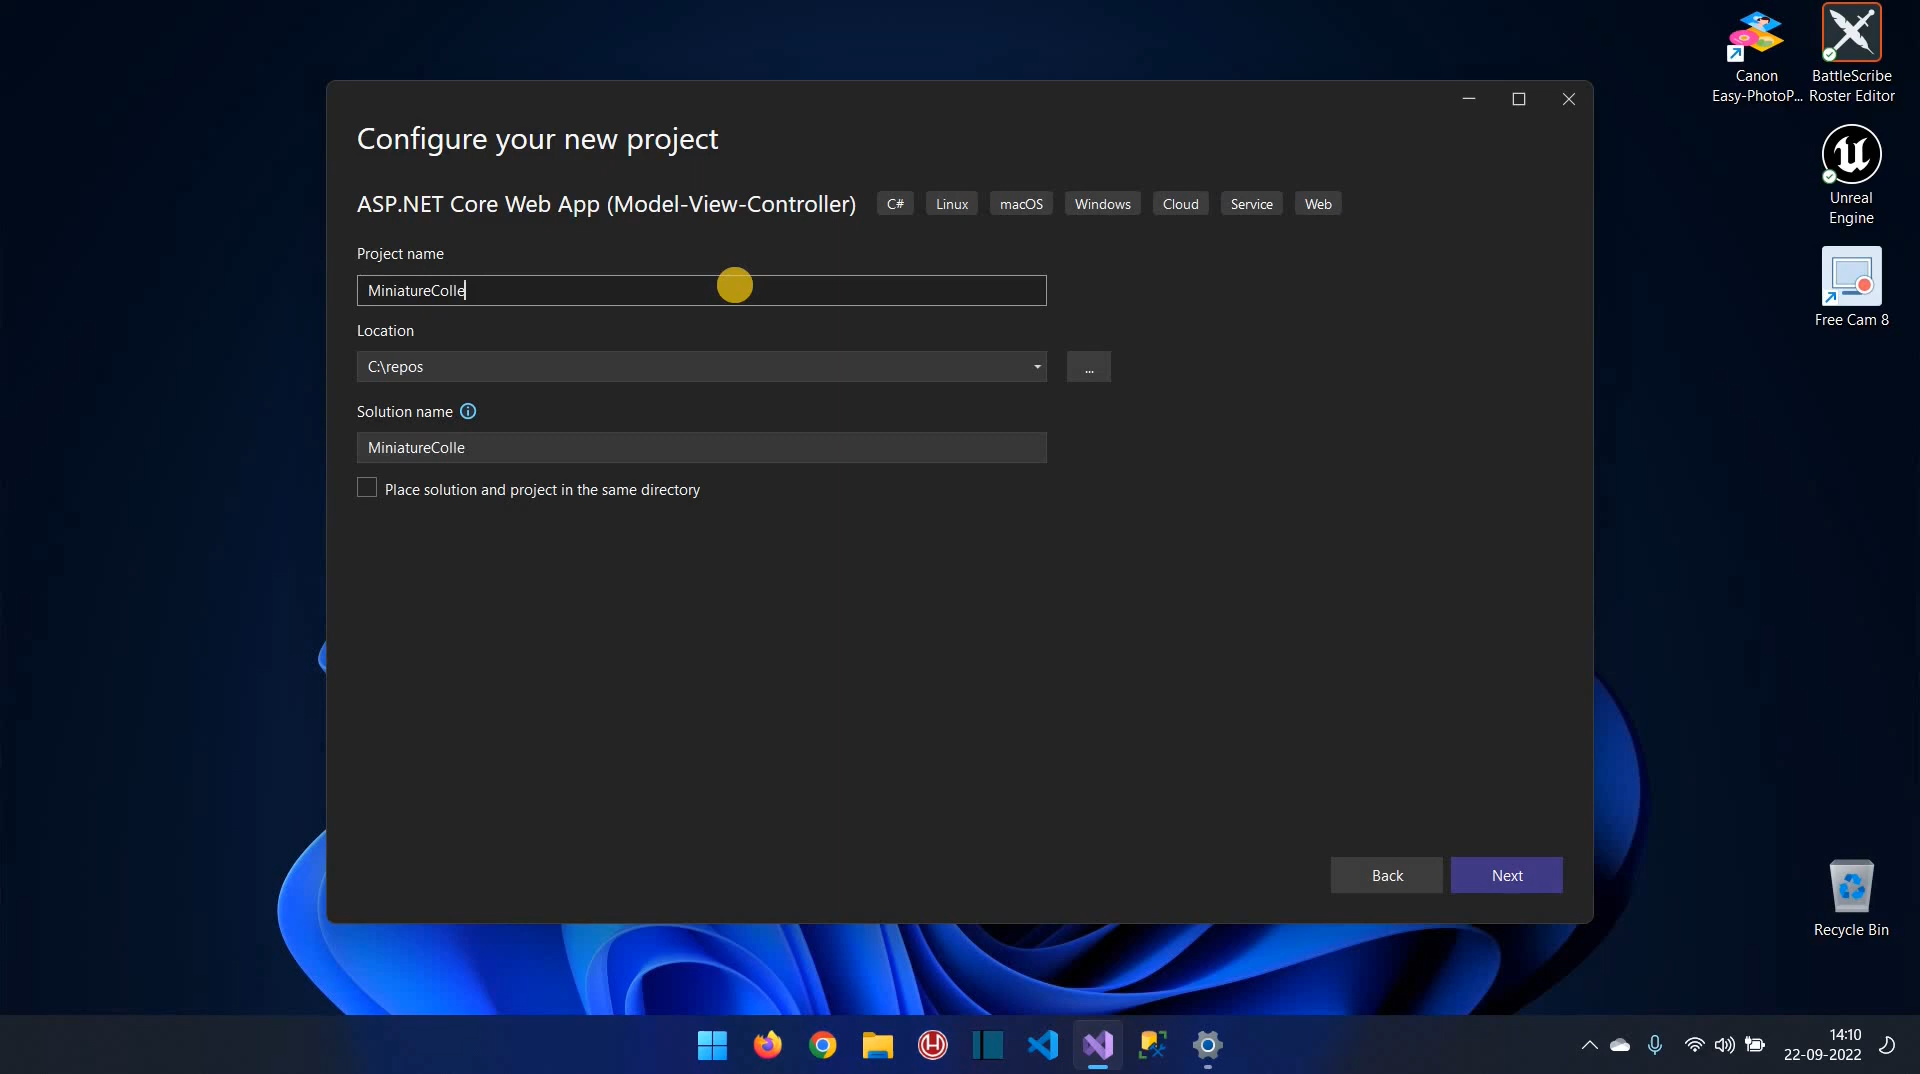 Configure your new project
ASP.NET Core Web App (Model-View-Controller) C# Linux macOS Windows Cloud Service Web
Project name
MiniatureColle
Location
C:\repos
...
Solution name
MiniatureColle
Place solution and project in the same directory
Back
Next
Canon
Easy-PhotoP...
BattleScribe
Roster Editor
Unreal
Engine
Free Cam 8
Recycle Bin
14:10
22-09-2022